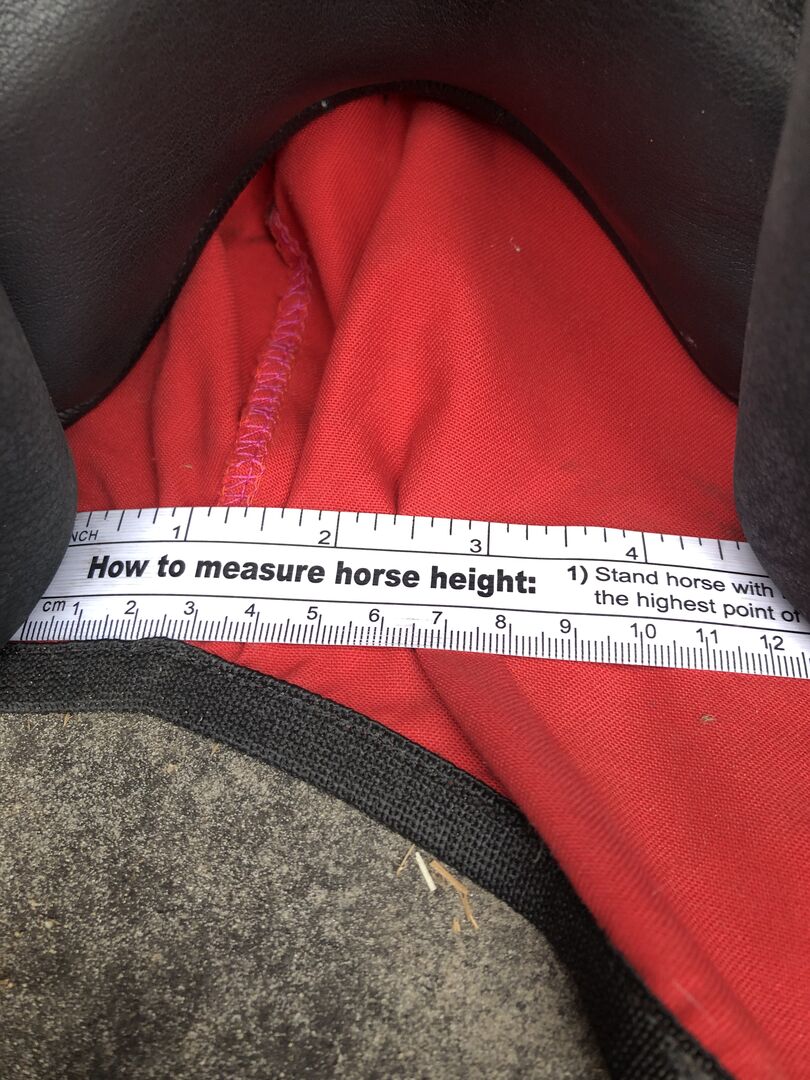 NCH 1 2 3 4
How to measure horse height: 1) Stand horse with
the highest point of
cm 1 2 3 4 5 6 7 8 9 10 11 12